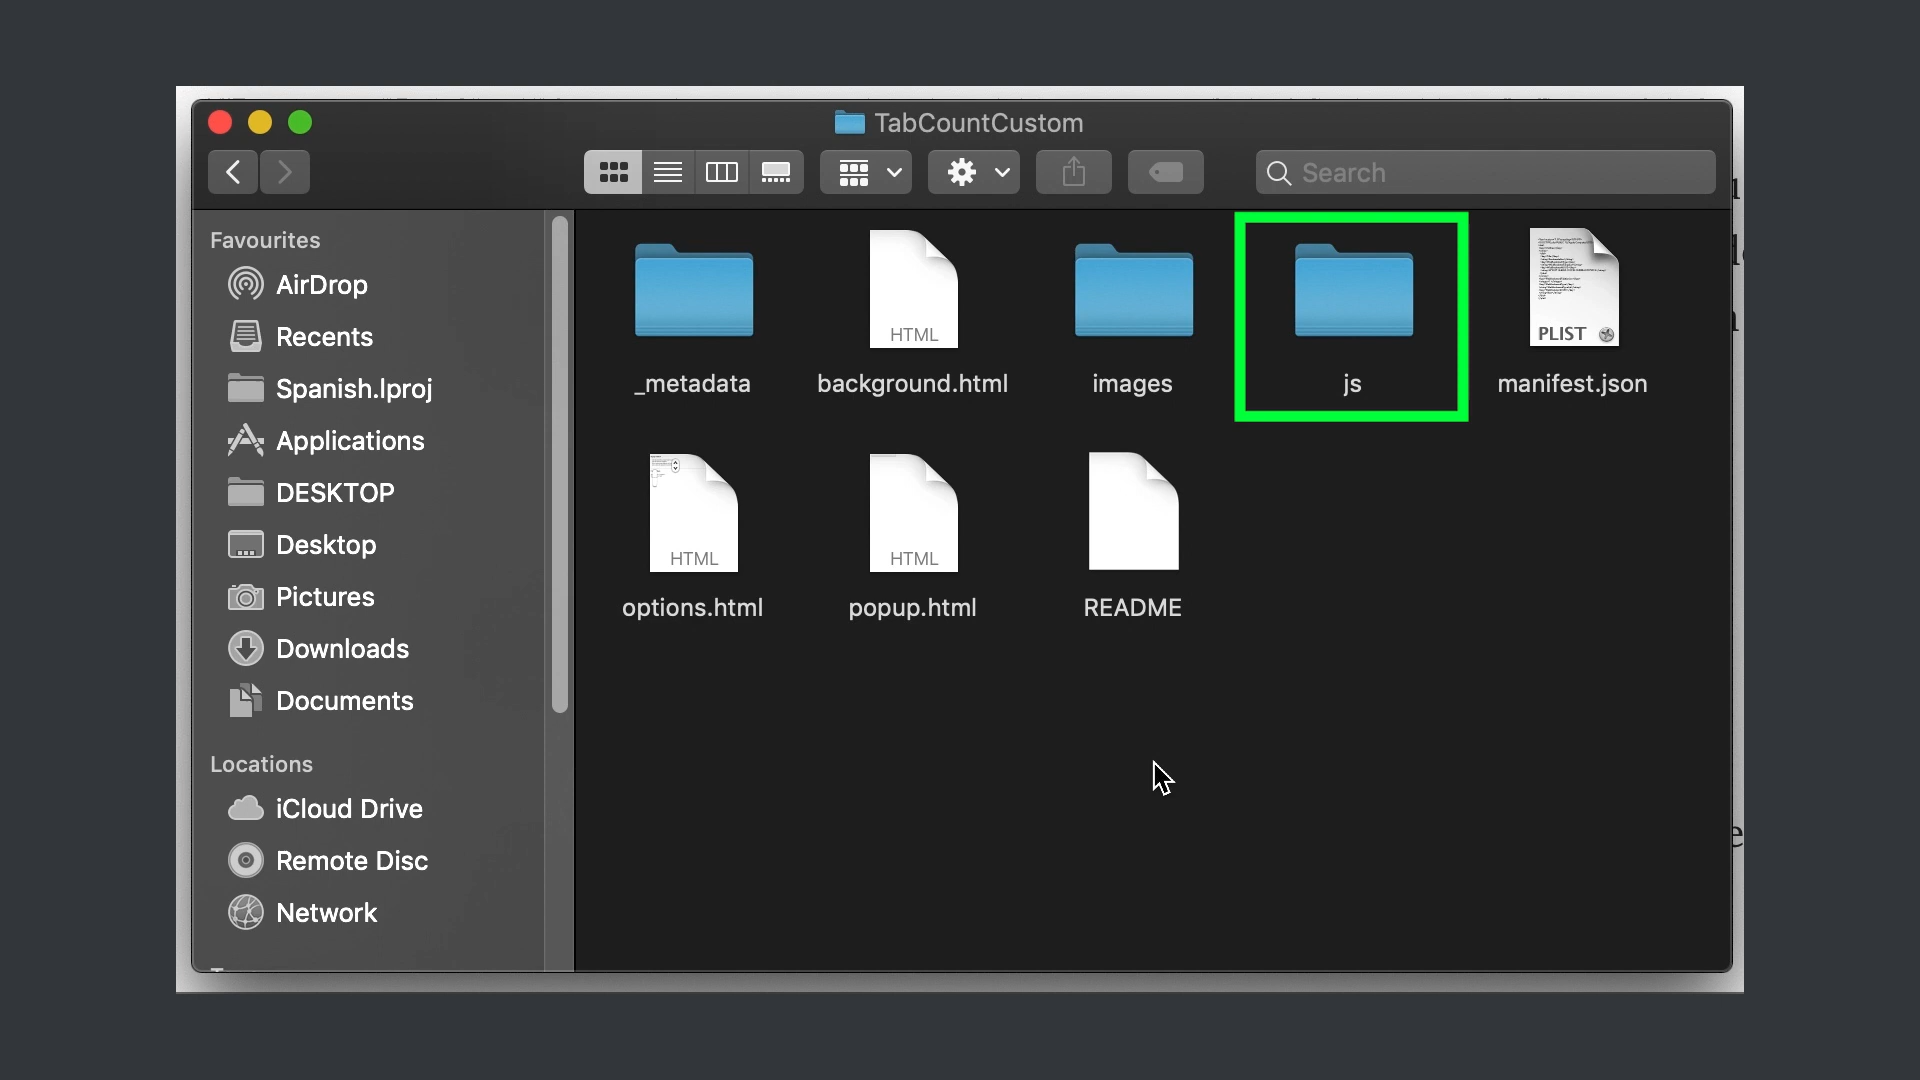 TabCountCustom
Search
Favourites
AirDrop
Recents
Spanish.lproj
Applications
DESKTOP
Desktop
Pictures
Downloads
Documents
Locations
iCloud Drive
Remote Disc
Network
HTML
PLIST
_metadata
background.html
images
js
manifest.json
HTML
HTML
options.html
popup.html
README